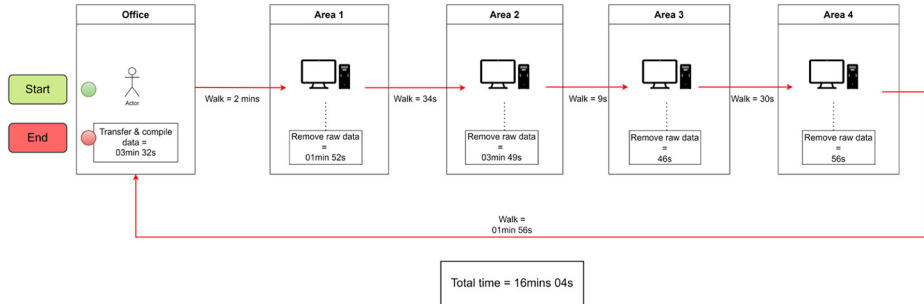 Office
Area 1
Area 2
Area 3
Area 4
Start
Actor
Walk = 2 mins
Walk = 34s
Walk = 9s
Walk = 30s
End
Transfer & compile
data =
03min 32s
Remove raw data
=
01min 52s
Remove raw data
=
03min 49s
Remove raw data
=
46s
Remove raw data
=
56s
Walk =
01min 56s
Total time = 16mins 04s